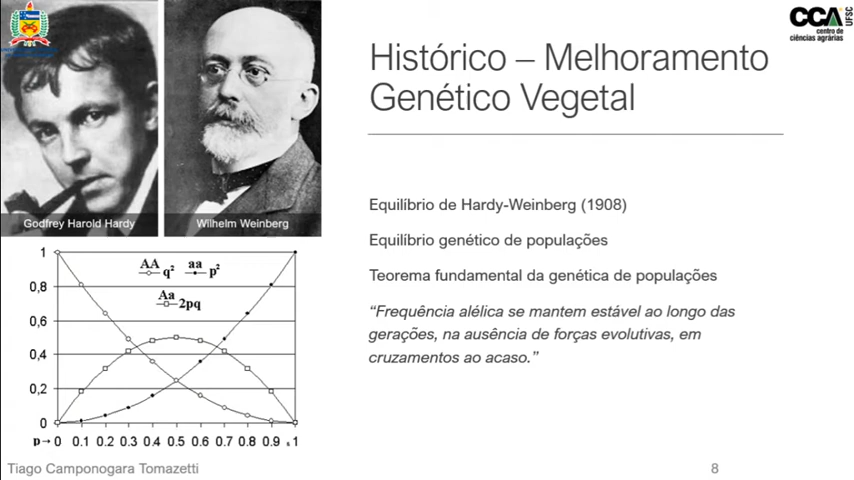 CCA
UFSC
centro de
ciências agrárias
Histórico – Melhoramento
Genético Vegetal
Godfrey Harold Hardy
Wilhelm Weinberg
Equilíbrio de Hardy-Weinberg (1908)
Equilíbrio genético de populações
Teorema fundamental da genética de populações
“Frequência alélica se mantem estável ao longo das
gerações, na ausência de forças evolutivas, em
cruzamentos ao acaso.”
AA q² aa p²
Aa 2pq
1
0,8
0,6
0,4
0,2
0
p→ 0 0.1 0.2 0.3 0.4 0.5 0.6 0.7 0.8 0.9 1
Tiago Camponogara Tomazetti
8